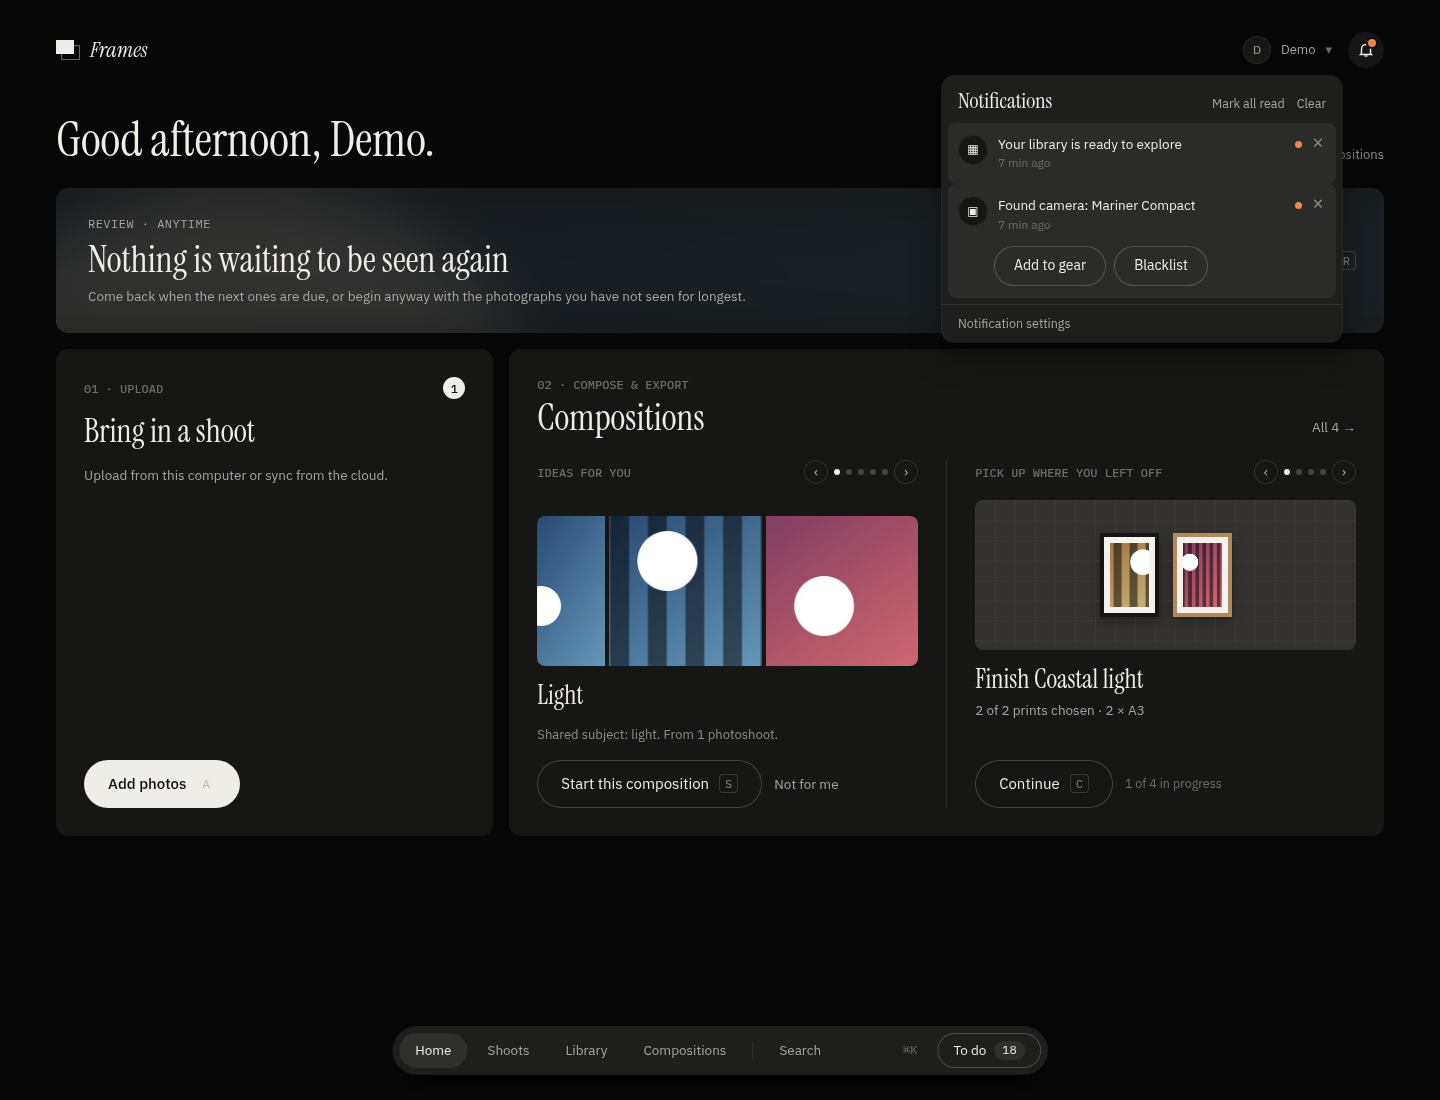 Frames
D Demo ▾
Good afternoon, Demo.
ositions
Notifications
Mark all read Clear
Your library is ready to explore
7 min ago
Found camera: Mariner Compact
7 min ago
Add to gear Blacklist
Notification settings
REVIEW · ANYTIME
Nothing is waiting to be seen again
Come back when the next ones are due, or begin anyway with the photographs you have not seen for longest.
R
01 · UPLOAD
1
Bring in a shoot
Upload from this computer or sync from the cloud.
Add photos A
02 · COMPOSE & EXPORT
Compositions
All 4 →
IDEAS FOR YOU
Light
Shared subject: light. From 1 photoshoot.
Start this composition S Not for me
PICK UP WHERE YOU LEFT OFF
Finish Coastal light
2 of 2 prints chosen · 2 × A3
Continue C 1 of 4 in progress
Home Shoots Library Compositions Search ⌘K To do 18